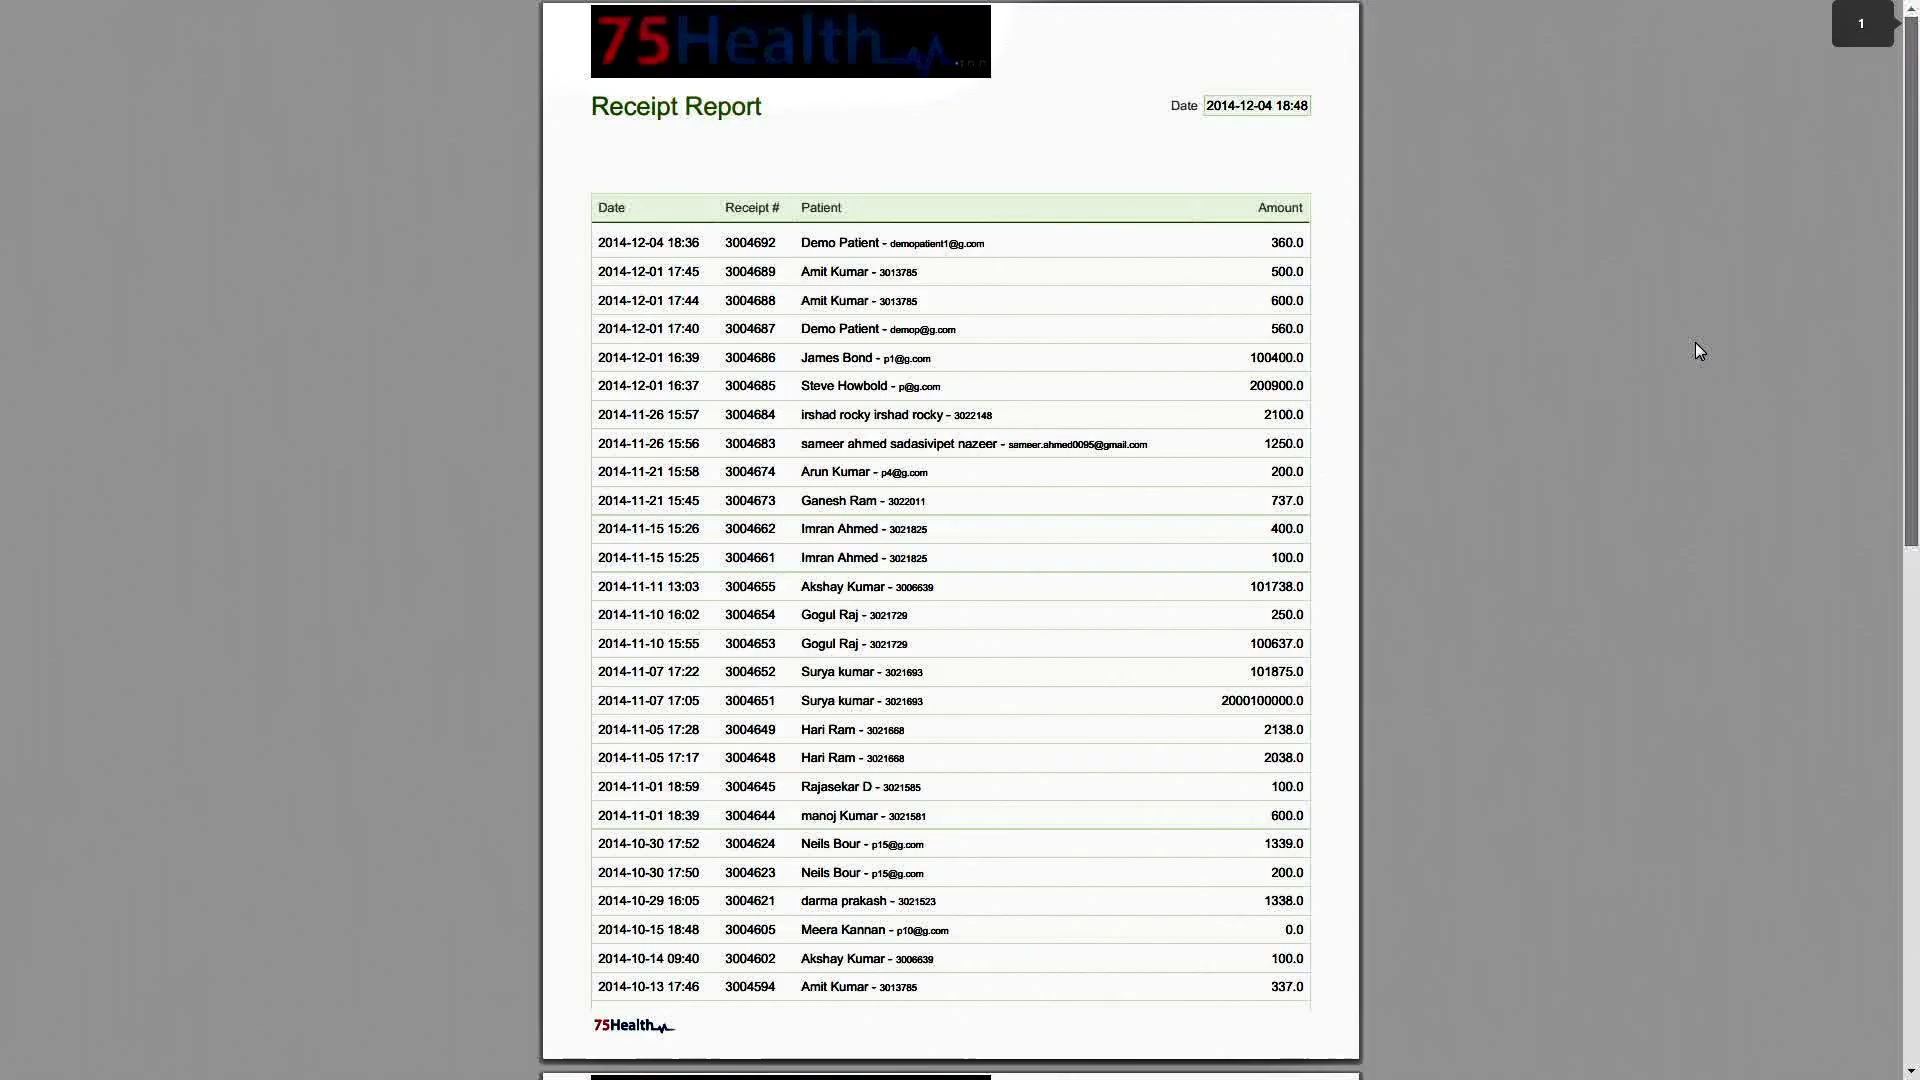 1
75Health
Receipt Report
Date 2014-12-04 18:48
Date Receipt # Patient Amount
2014-12-04 18:36 3004692 Demo Patient - demopatient1@g.com 360.0
2014-12-01 17:45 3004689 Amit Kumar - 3013785 500.0
2014-12-01 17:44 3004688 Amit Kumar - 3013785 600.0
2014-12-01 17:40 3004687 Demo Patient - demop@g.com 560.0
2014-12-01 16:39 3004686 James Bond - p1@g.com 100400.0
2014-12-01 16:37 3004685 Steve Howbold - p@g.com 200900.0
2014-11-26 15:57 3004684 irshad rocky irshad rocky - 3022148 2100.0
2014-11-26 15:56 3004683 sameer ahmed sadasivipet nazeer - sameer.ahmed0095@gmail.com 1250.0
2014-11-21 15:58 3004674 Arun Kumar - p4@g.com 200.0
2014-11-21 15:45 3004673 Ganesh Ram - 3022011 737.0
2014-11-15 15:26 3004662 Imran Ahmed - 3021825 400.0
2014-11-15 15:25 3004661 Imran Ahmed - 3021825 100.0
2014-11-11 13:03 3004655 Akshay Kumar - 3006639 101738.0
2014-11-10 16:02 3004654 Gogul Raj - 3021729 250.0
2014-11-10 15:55 3004653 Gogul Raj - 3021729 100637.0
2014-11-07 17:22 3004652 Surya kumar - 3021693 101875.0
2014-11-07 17:05 3004651 Surya kumar - 3021693 2000100000.0
2014-11-05 17:28 3004649 Hari Ram - 3021668 2138.0
2014-11-05 17:17 3004648 Hari Ram - 3021668 2038.0
2014-11-01 18:59 3004645 Rajasekar D - 3021585 100.0
2014-11-01 18:39 3004644 manoj Kumar - 3021581 600.0
2014-10-30 17:52 3004624 Neils Bour - p15@g.com 1339.0
2014-10-30 17:50 3004623 Neils Bour - p15@g.com 200.0
2014-10-29 16:05 3004621 darma prakash - 3021523 1338.0
2014-10-15 18:48 3004605 Meera Kannan - p10@g.com 0.0
2014-10-14 09:40 3004602 Akshay Kumar - 3006639 100.0
2014-10-13 17:46 3004594 Amit Kumar - 3013785 337.0
75Health